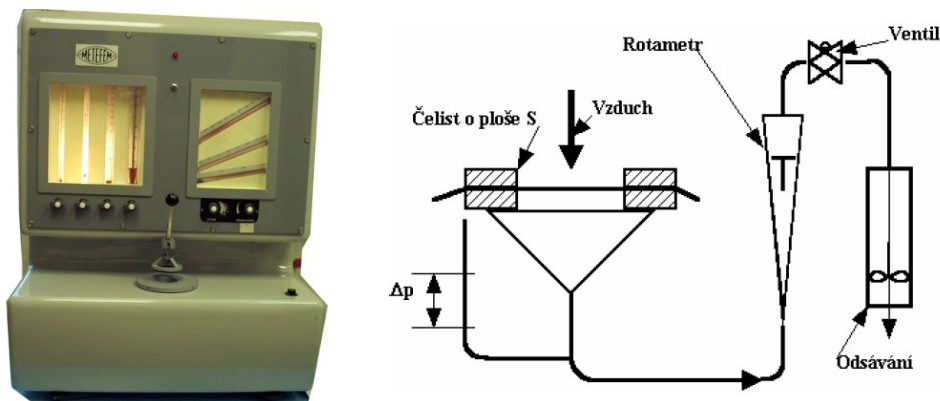 METEFEM
Ventil
Rotametr
Čelist o ploše S
Vzduch
Δp
Odsávání